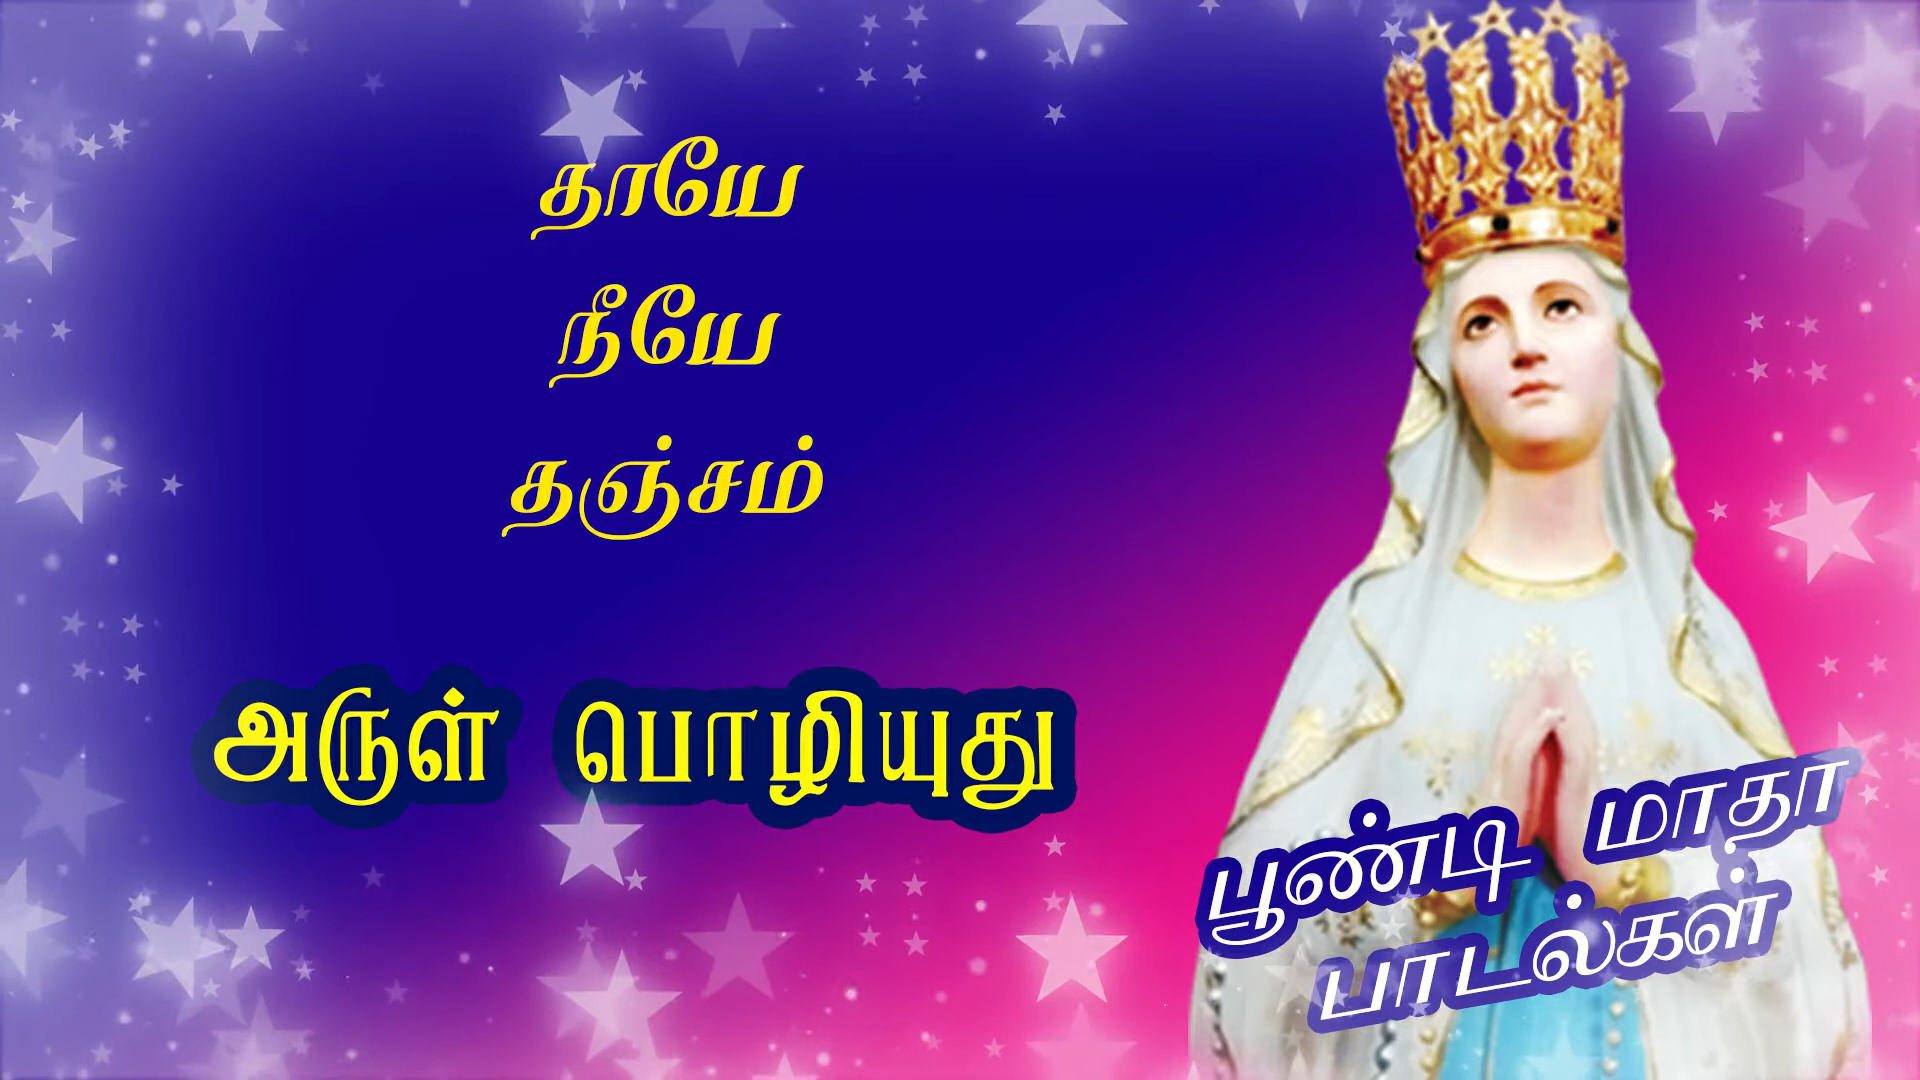 தாயே
நீயே
தஞ்சம்
அருள் பொழியுது
பூண்டி மாதா
பாடல்கள்